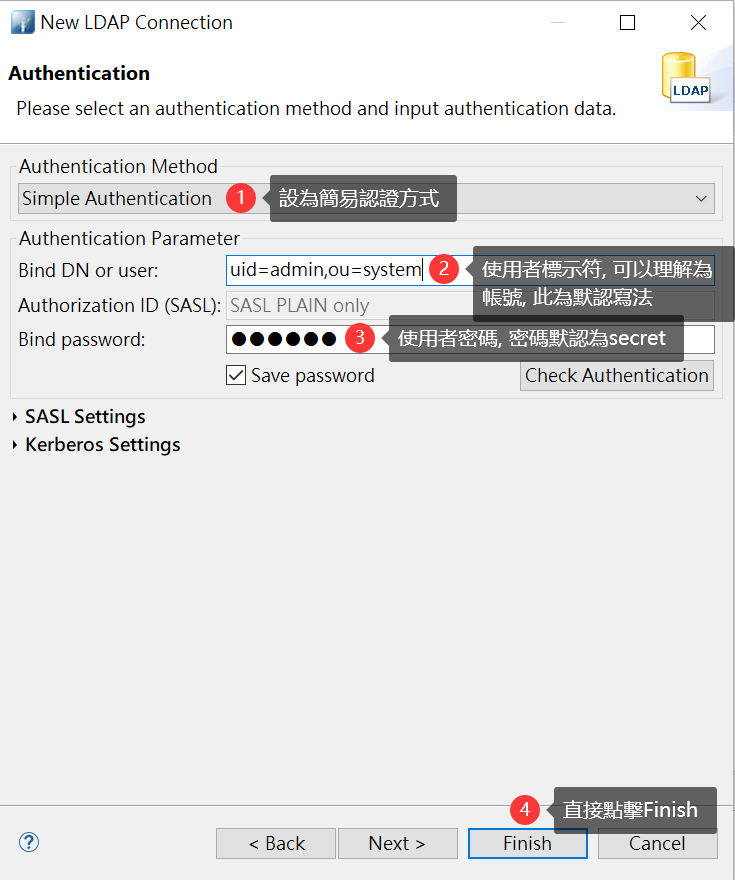 New LDAP Connection
Authentication
Please select an authentication method and input authentication data.
LDAP
Authentication Method
Simple Authentication
1
設為簡易認證方式
Authentication Parameter
Bind DN or user:
uid=admin,ou=system
2
使用者標示符, 可以理解為
帳號, 此為默認寫法
Authorization ID (SASL):
SASL PLAIN only
Bind password:
●●●●●●
3
使用者密碼, 密碼默認為secret
Save password
Check Authentication
SASL Settings
Kerberos Settings
4
直接點擊Finish
?
< Back
Next >
Finish
Cancel